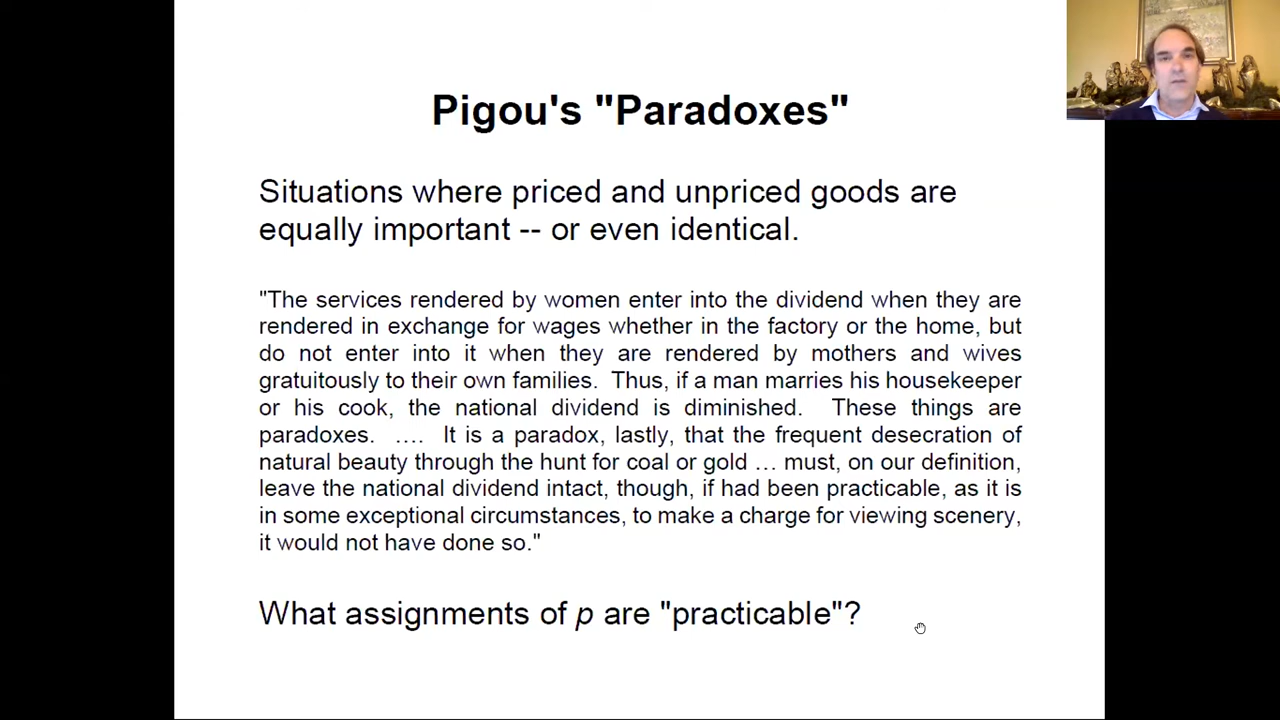 Pigou's "Paradoxes"
Situations where priced and unpriced goods are
equally important -- or even identical.
"The services rendered by women enter into the dividend when they are
rendered in exchange for wages whether in the factory or the home, but
do not enter into it when they are rendered by mothers and wives
gratuitously to their own families.  Thus, if a man marries his housekeeper
or his cook, the national dividend is diminished.  These things are
paradoxes.  ….  It is a paradox, lastly, that the frequent desecration of
natural beauty through the hunt for coal or gold … must, on our definition,
leave the national dividend intact, though, if had been practicable, as it is
in some exceptional circumstances, to make a charge for viewing scenery,
it would not have done so."
What assignments of p are "practicable"?